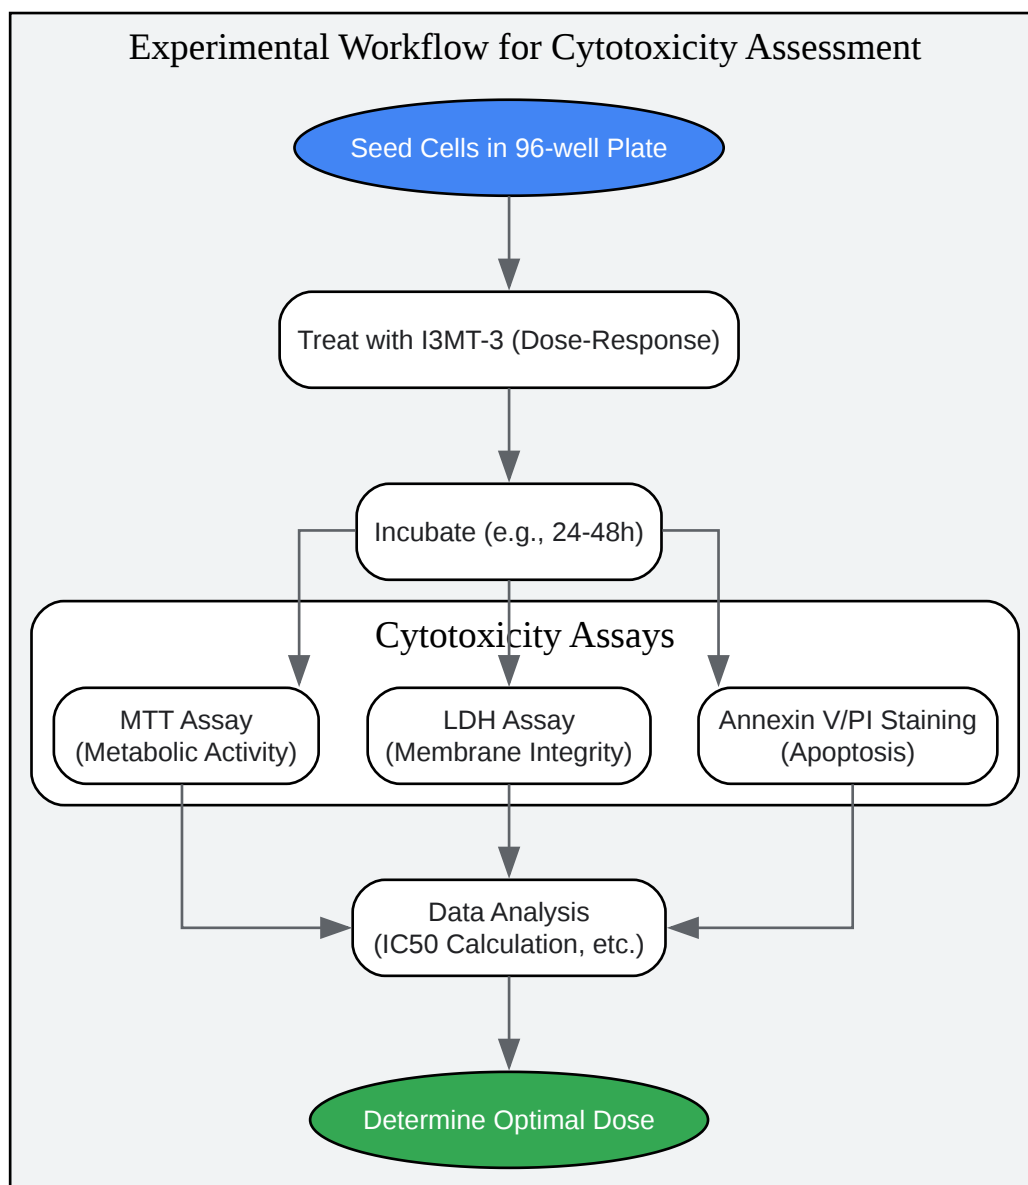 Experimental Workflow for Cytotoxicity Assessment
Seed Cells in 96-well Plate
Treat with I3MT-3 (Dose-Response)
Incubate (e.g., 24-48h)
Cytotoxicity Assays
MTT Assay
(Metabolic Activity)
LDH Assay
(Membrane Integrity)
Annexin V/PI Staining
(Apoptosis)
Data Analysis
(IC50 Calculation, etc.)
Determine Optimal Dose